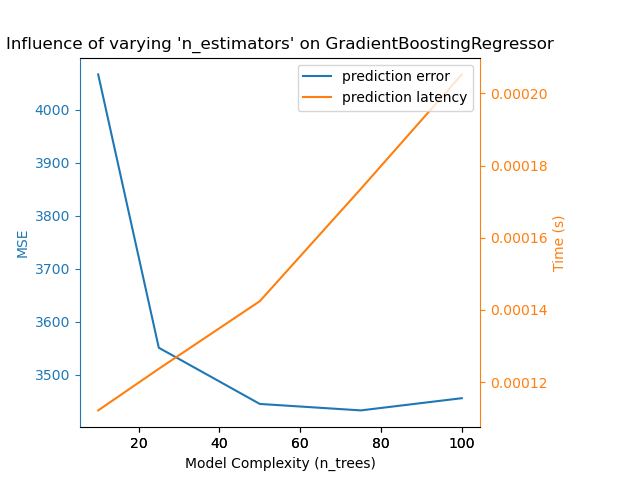 Influence of varying 'n_estimators' on GradientBoostingRegressor
prediction error
prediction latency
4000
3900
3800
3700
3600
3500
MSE
0.00020
0.00018
0.00016
0.00014
0.00012
Time (s)
20 40 60 80 100
Model Complexity (n_trees)